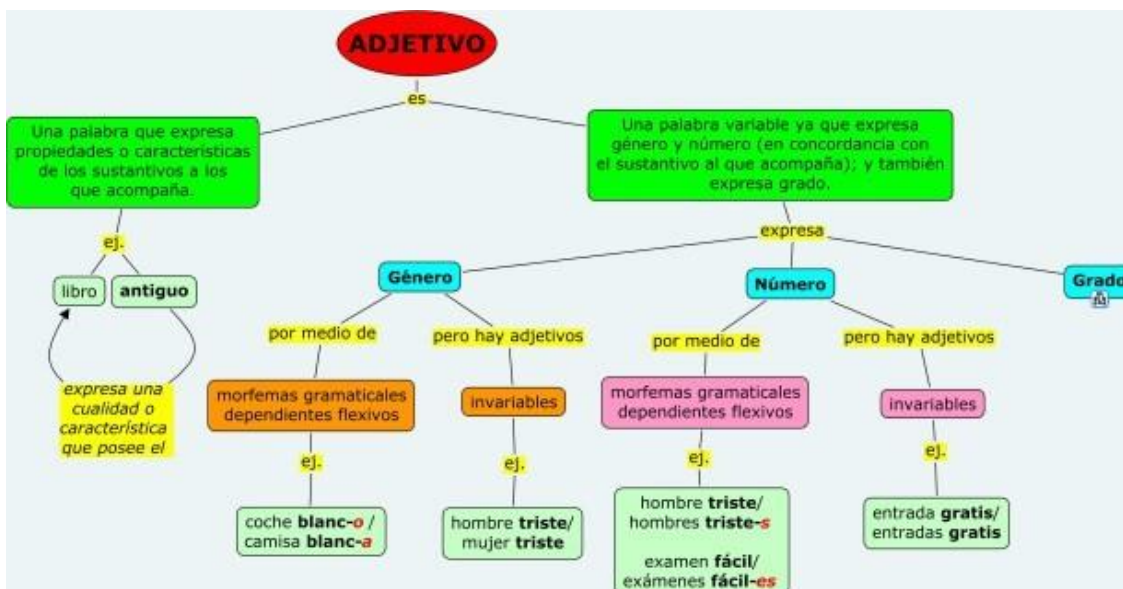 ADJETIVO
es
Una palabra que expresa
propiedades o características
de los sustantivos a los
que acompaña.
Una palabra variable ya que expresa
género y número (en concordancia con
el sustantivo al que acompaña); y también
expresa grado.
ej.
libro
antiguo
expresa una
cualidad o
característica
que posee el
expresa
Género
Número
Grado
por medio de
pero hay adjetivos
por medio de
pero hay adjetivos
morfemas gramaticales
dependientes flexivos
invariables
morfemas gramaticales
dependientes flexivos
invariables
ej.
ej.
ej.
ej.
coche blanc-o /
camisa blanc-a
hombre triste/
mujer triste
hombre triste/
hombres triste-s
examen fácil/
exámenes fácil-es
entrada gratis/
entradas gratis